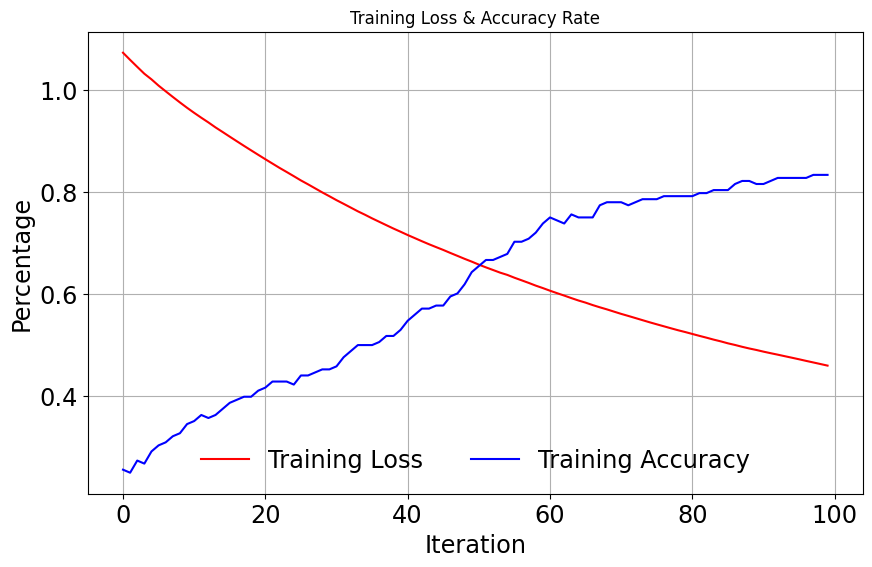 Training Loss & Accuracy Rate
Percentage
1.0
0.8
0.6
0.4
Training Loss
Training Accuracy
0 20 40 60 80 100
Iteration